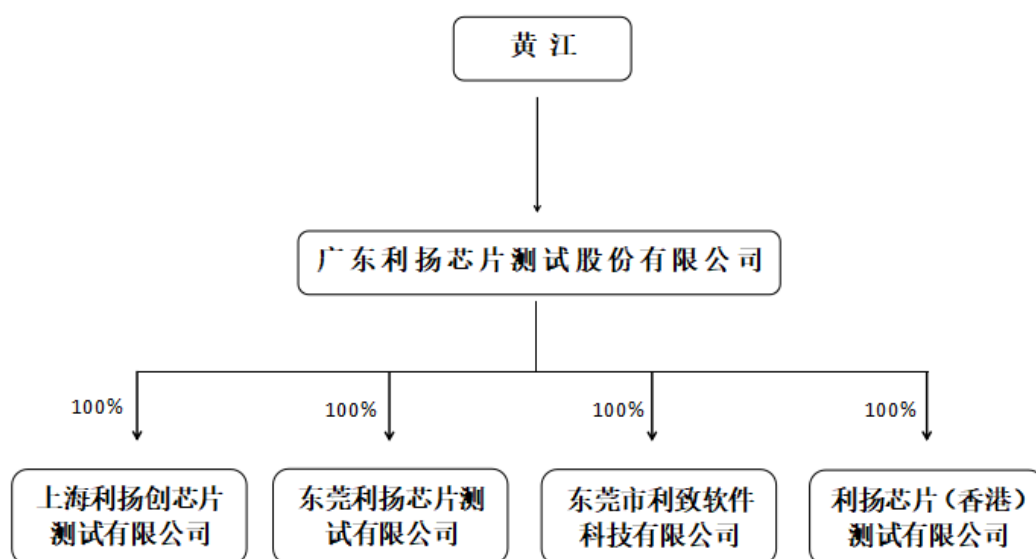 黄 江
广东利扬芯片测试股份有限公司
100%
100%
100%
100%
上海利扬创芯片
测试有限公司
东莞利扬芯片测
试有限公司
东莞市利致软件
科技有限公司
利扬芯片（香港）
测试有限公司